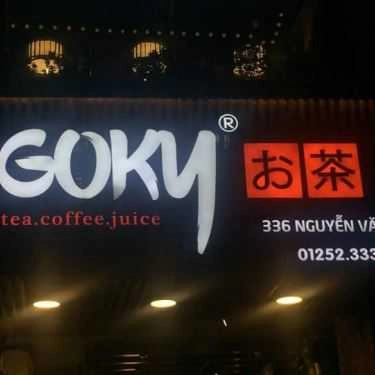 GOKY®
お茶
tea.coffee.juice
336 NGUYỄN VĂ
01252.333